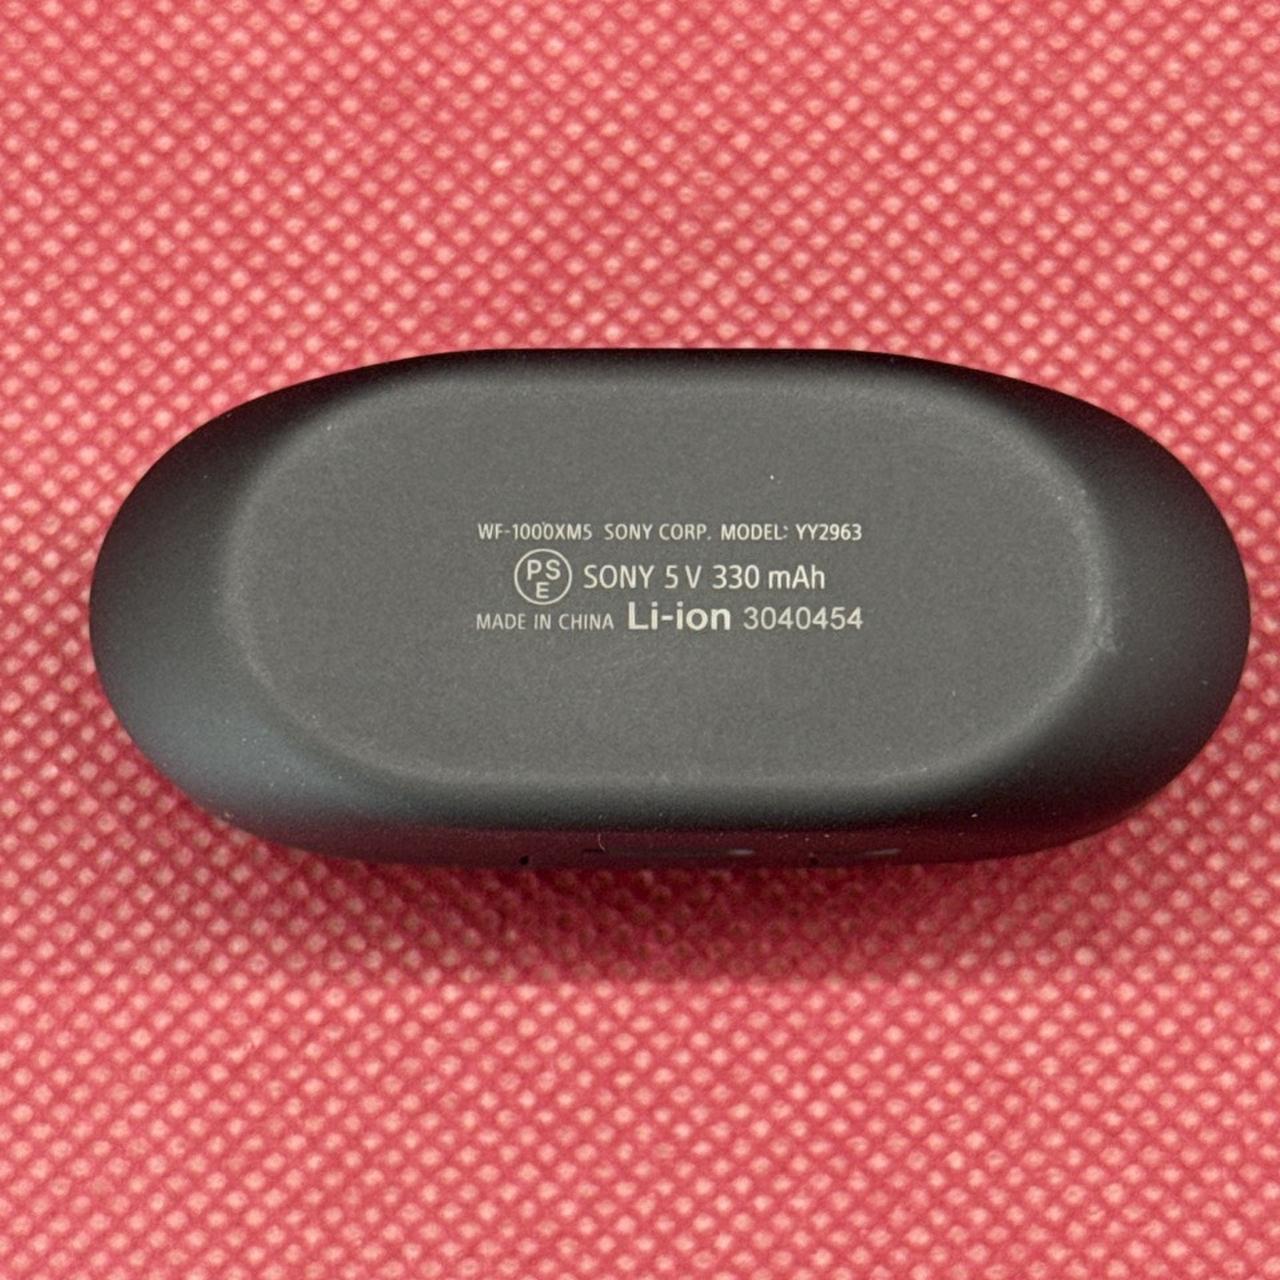 WF-1000XM5 SONY CORP. MODEL: YY2963
PSE SONY 5 V 330 mAh
MADE IN CHINA Li-ion 3040454